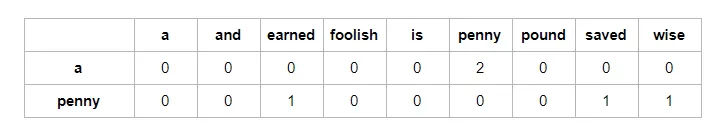 a and earned foolish is penny pound saved wise
a 0 0 0 0 0 2 0 0 0
penny 0 0 1 0 0 0 0 1 1